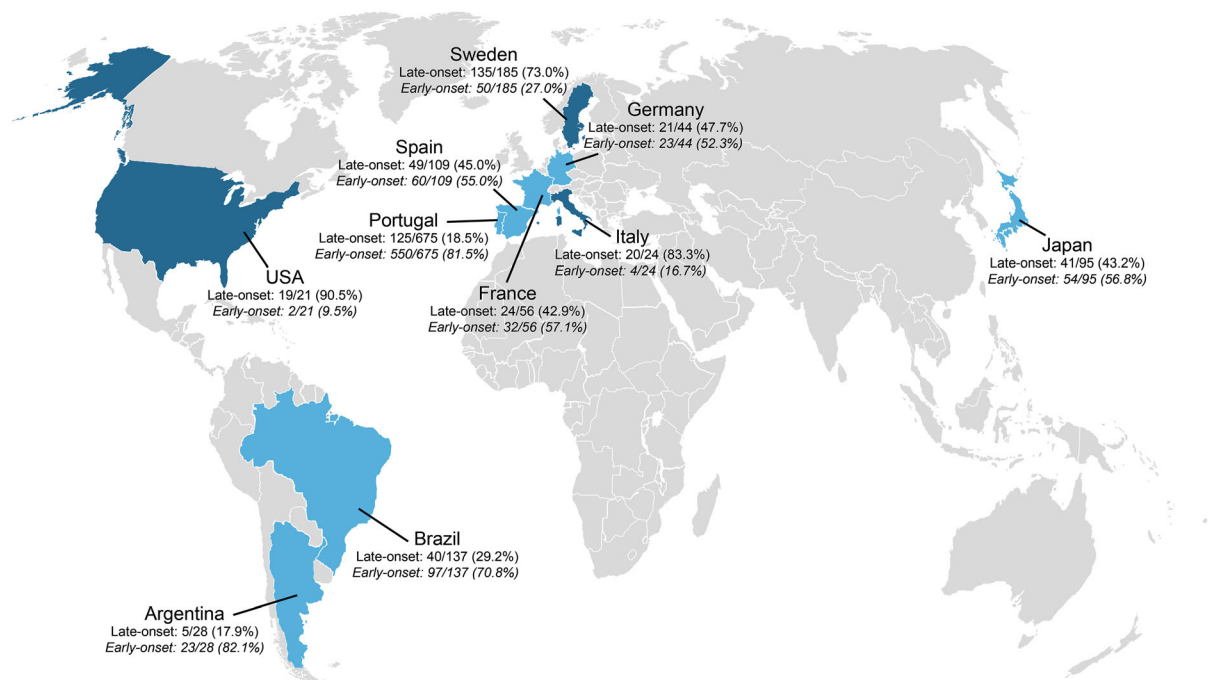 Sweden
Late-onset: 135/185 (73.0%)
Early-onset: 50/185 (27.0%)
Germany
Late-onset: 21/44 (47.7%)
Early-onset: 23/44 (52.3%)
Spain
Late-onset: 49/109 (45.0%)
Early-onset: 60/109 (55.0%)
Portugal
Late-onset: 125/675 (18.5%)
Early-onset: 550/675 (81.5%)
Italy
Late-onset: 20/24 (83.3%)
Early-onset: 4/24 (16.7%)
Japan
Late-onset: 41/95 (43.2%)
Early-onset: 54/95 (56.8%)
USA
Late-onset: 19/21 (90.5%)
Early-onset: 2/21 (9.5%)
France
Late-onset: 24/56 (42.9%)
Early-onset: 32/56 (57.1%)
Brazil
Late-onset: 40/137 (29.2%)
Early-onset: 97/137 (70.8%)
Argentina
Late-onset: 5/28 (17.9%)
Early-onset: 23/28 (82.1%)